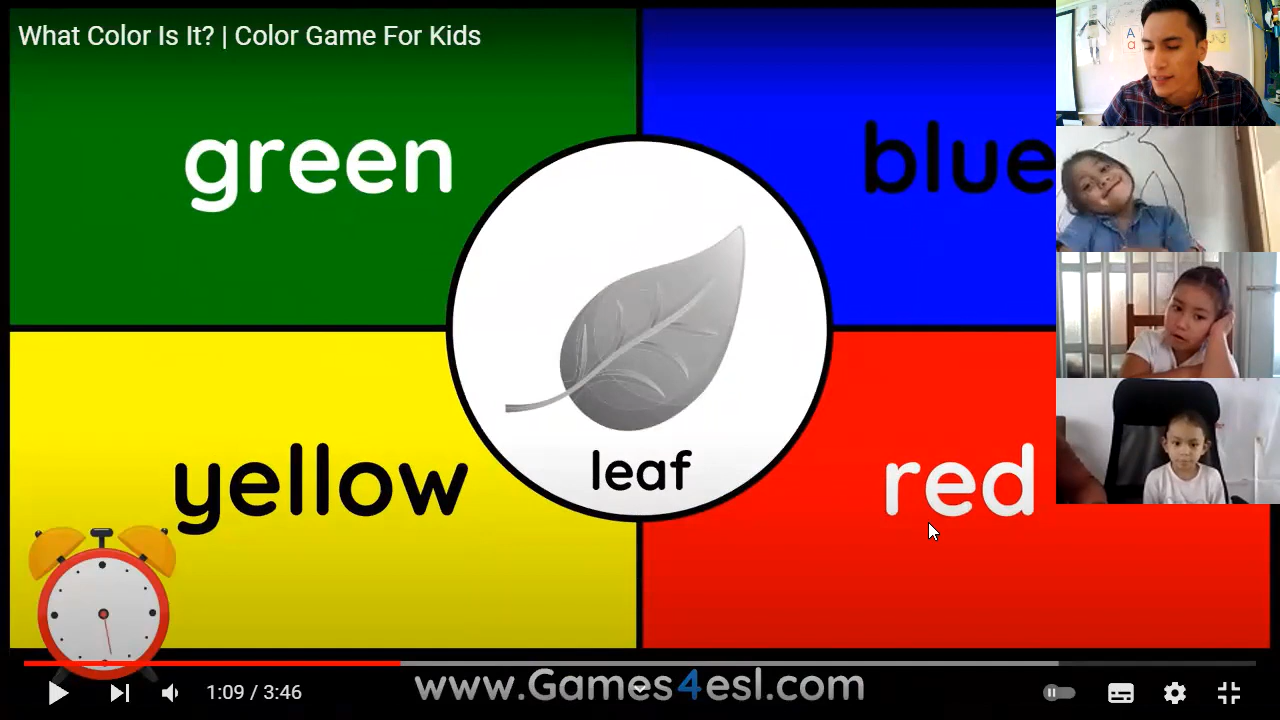 What Color Is It? | Color Game For Kids
green
blue
leaf
yellow
red
www.Games4esl.com
1:09 / 3:46
A
a